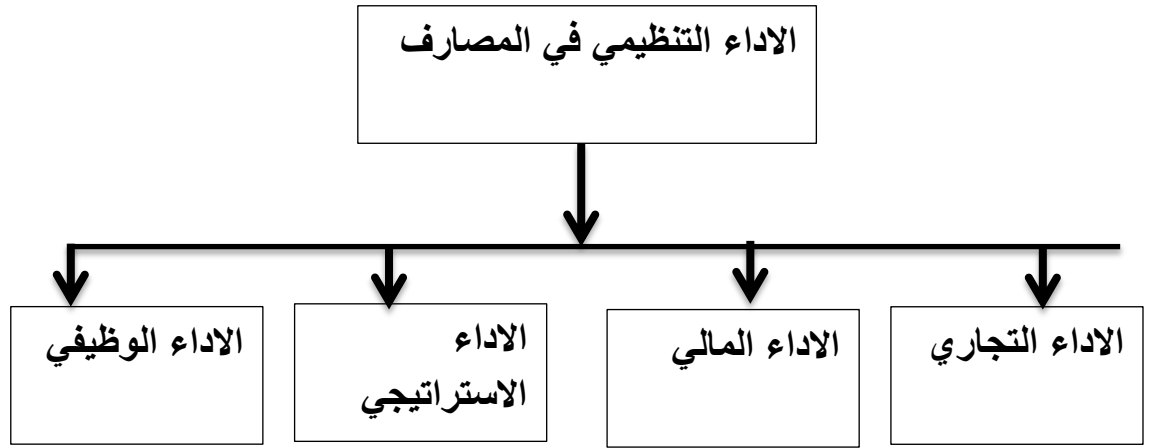 الاداء التنظيمي في المصارف
الاداء التجاري
الاداء المالي
الاداء
الاستراتيجي
الاداء الوظيفي